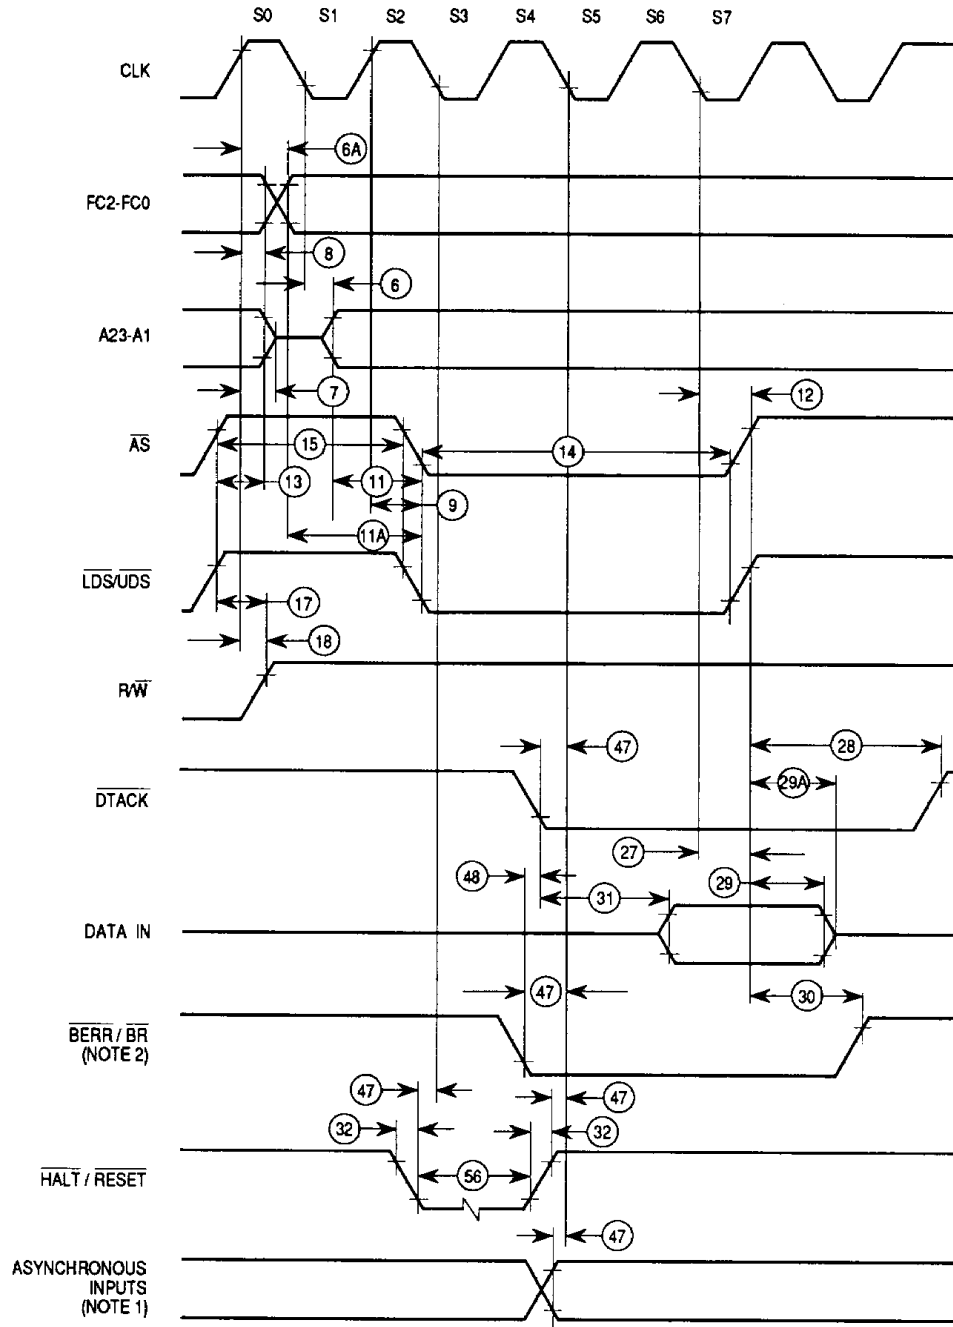 S0 S1 S2 S3 S4 S5 S6 S7
CLK
6A
FC2-FC0
8
6
A23-A1
7
12
AS
15
14
13
11
9
11A
LDS/UDS
17
18
R/W
47
28
DTACK
29A
27
48
29
31
DATA IN
47
30
BERR / BR
(NOTE 2)
47
47
32
32
HALT / RESET
56
47
ASYNCHRONOUS
INPUTS
(NOTE 1)